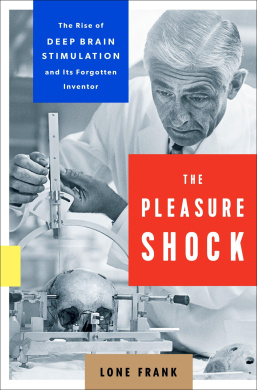 The Rise of
DEEP BRAIN
STIMULATION
and Its Forgotten
Inventor
THE
PLEASURE
SHOCK
LONE FRANK